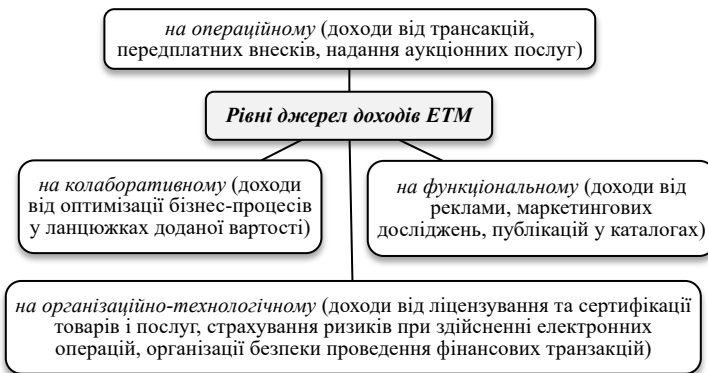 на операційному (доходи від трансакцій,
передплатних внесків, надання аукціонних послуг)
Рівні джерел доходів ЕТМ
на колаборативному (доходи
від оптимізації бізнес-процесів
у ланцюжках доданої вартості)
на функціональному (доходи від
реклами, маркетингових
досліджень, публікацій у каталогах)
на організаційно-технологічному (доходи від ліцензування та сертифікації
товарів і послуг, страхування ризиків при здійсненні електронних
операцій, організації безпеки проведення фінансових транзакцій)